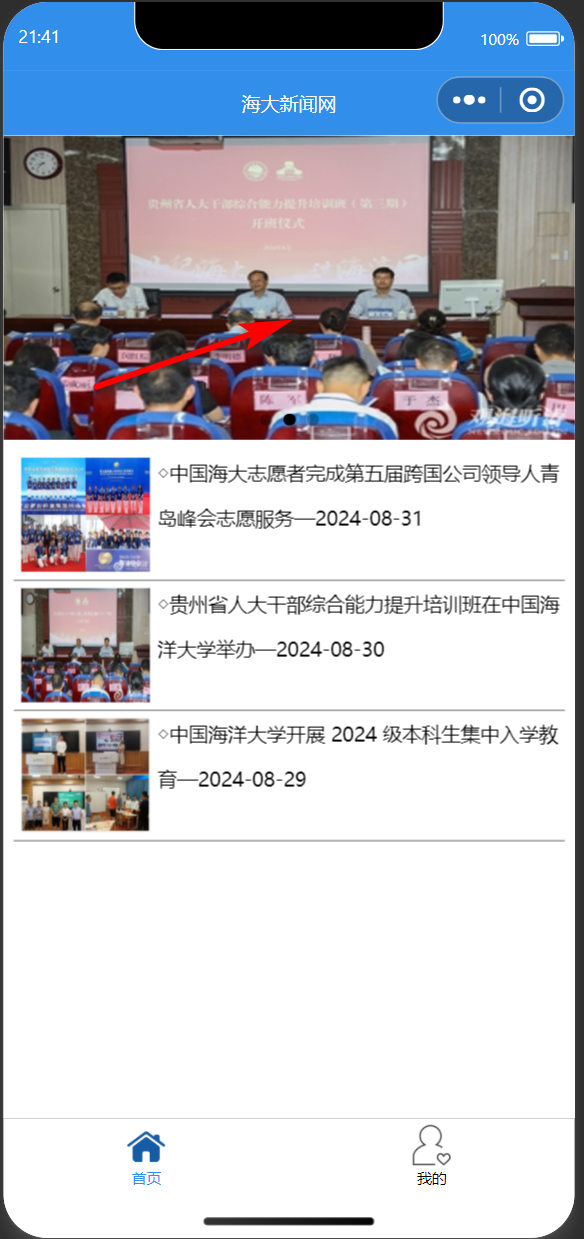 21:41
100%
海大新闻网
贵州省人大干部综合能力提升培训班（第三期）
开班仪式
陈 军
于 杰
观海听涛
◇中国海大志愿者完成第五届跨国公司领导人青
岛峰会志愿服务—2024-08-31
◇贵州省人大干部综合能力提升培训班在中国海
洋大学举办—2024-08-30
◇中国海洋大学开展 2024 级本科生集中入学教
育—2024-08-29
首页
我的